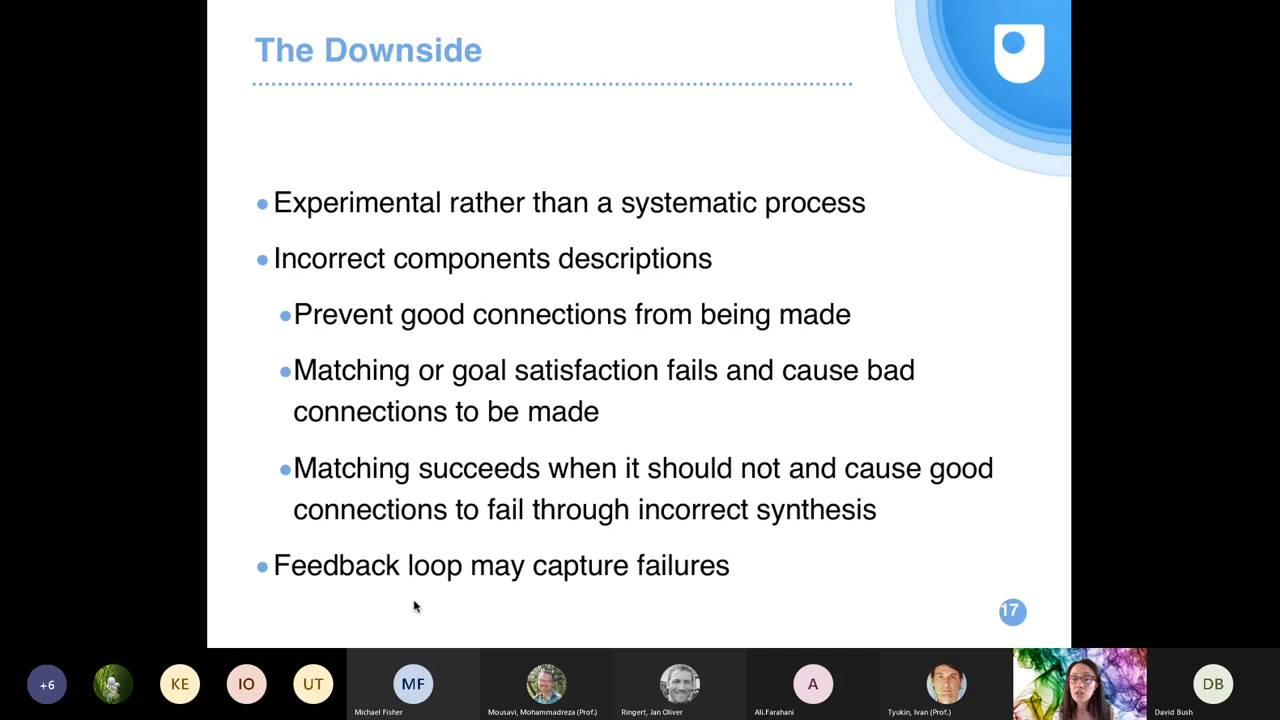 The Downside
Experimental rather than a systematic process
Incorrect components descriptions
Prevent good connections from being made
Matching or goal satisfaction fails and cause bad
connections to be made
Matching succeeds when it should not and cause good
connections to fail through incorrect synthesis
Feedback loop may capture failures
17
+6
KE
IO
UT
MF
A
DB
Michael Fisher
Mousavi, Mohammadreza (Prof.)
Ringert, Jan Oliver
Ali.Farahani
Tyukin, Ivan (Prof.)
David Bush